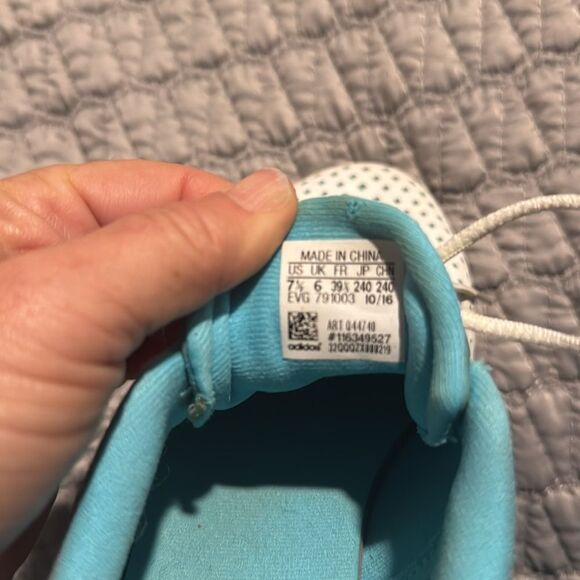 MADE IN CHINA
US UK FR JP CHN
7½ 6 39⅓ 240 240
EVG 791003 10/16
ART Q44740
#116349527
adidas